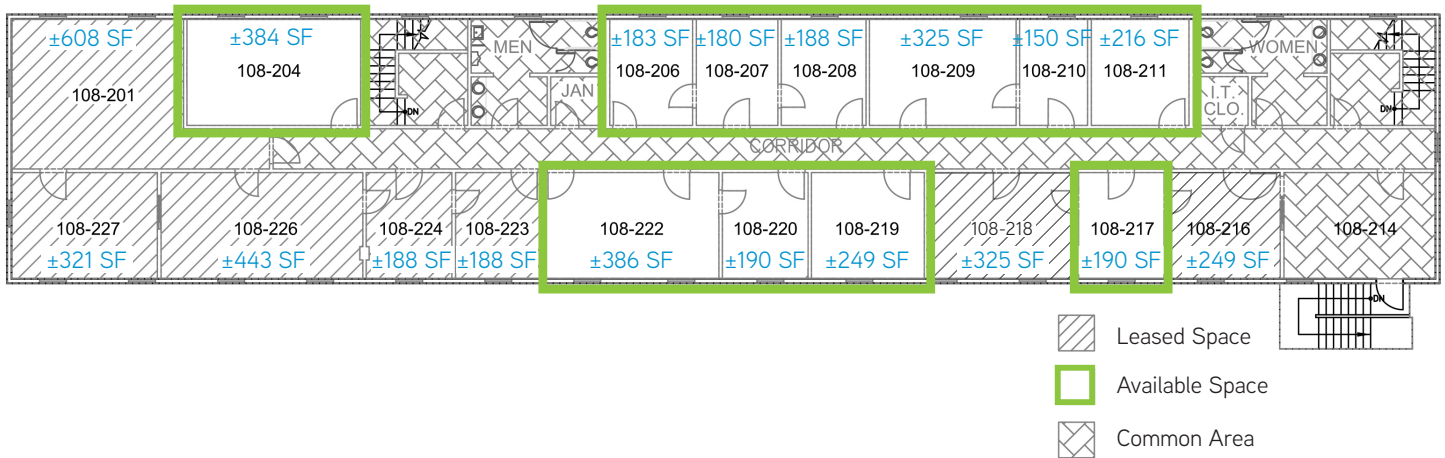 ±608 SF
108-201
±384 SF
108-204
DN
MEN
JAN
±183 SF
108-206
±180 SF
108-207
±188 SF
108-208
±325 SF
108-209
±150 SF
108-210
±216 SF
108-211
WOMEN
I.T.
CLO.
DN
CORRIDOR
108-227
±321 SF
108-226
±443 SF
108-224
±188 SF
108-223
±188 SF
108-222
±386 SF
108-220
±190 SF
108-219
±249 SF
108-218
±325 SF
108-217
±190 SF
108-216
±249 SF
108-214
DN
Leased Space
Available Space
Common Area